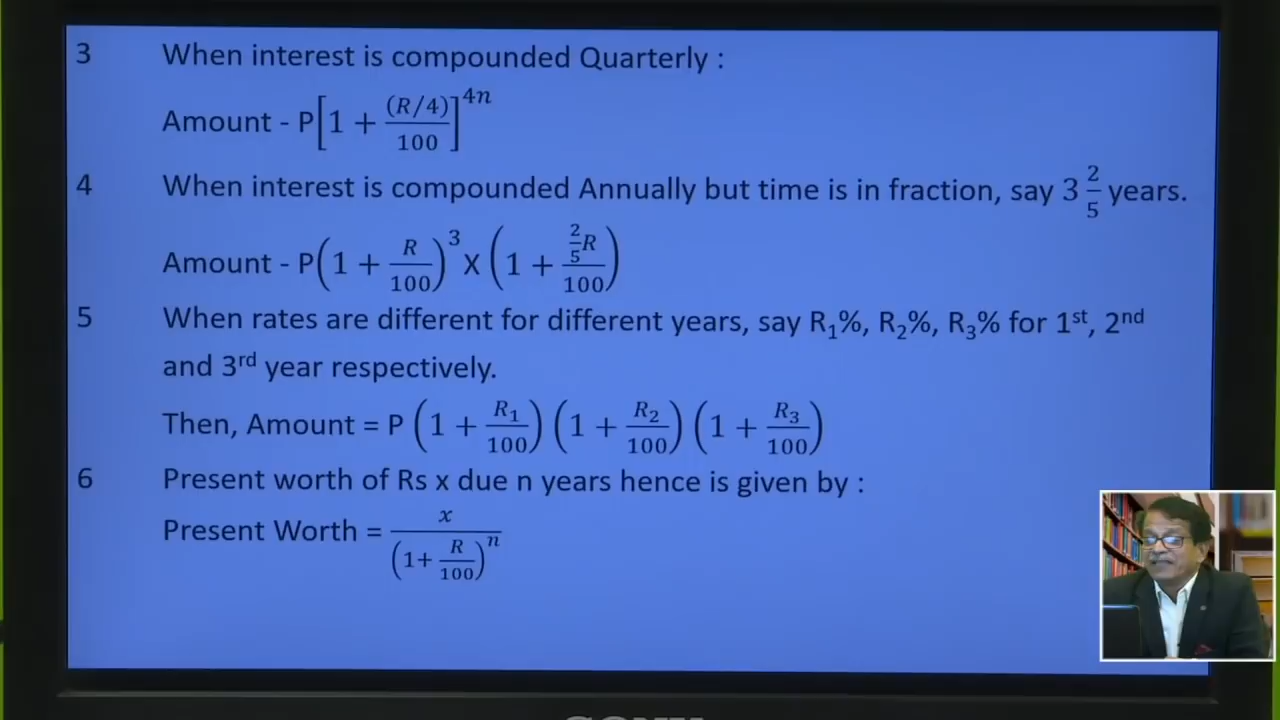 3 When interest is compounded Quarterly :
Amount - P[1 + (R/4)/100]^4n
4 When interest is compounded Annually but time is in fraction, say 3 2/5 years.
Amount - P(1 + R/100)^3 X (1 + 2/5R/100)
5 When rates are different for different years, say R₁%, R₂%, R₃% for 1st, 2nd
and 3rd year respectively.
Then, Amount = P (1 + R₁/100) (1 + R₂/100) (1 + R₃/100)
6 Present worth of Rs x due n years hence is given by :
Present Worth = x/(1+ R/100)^n